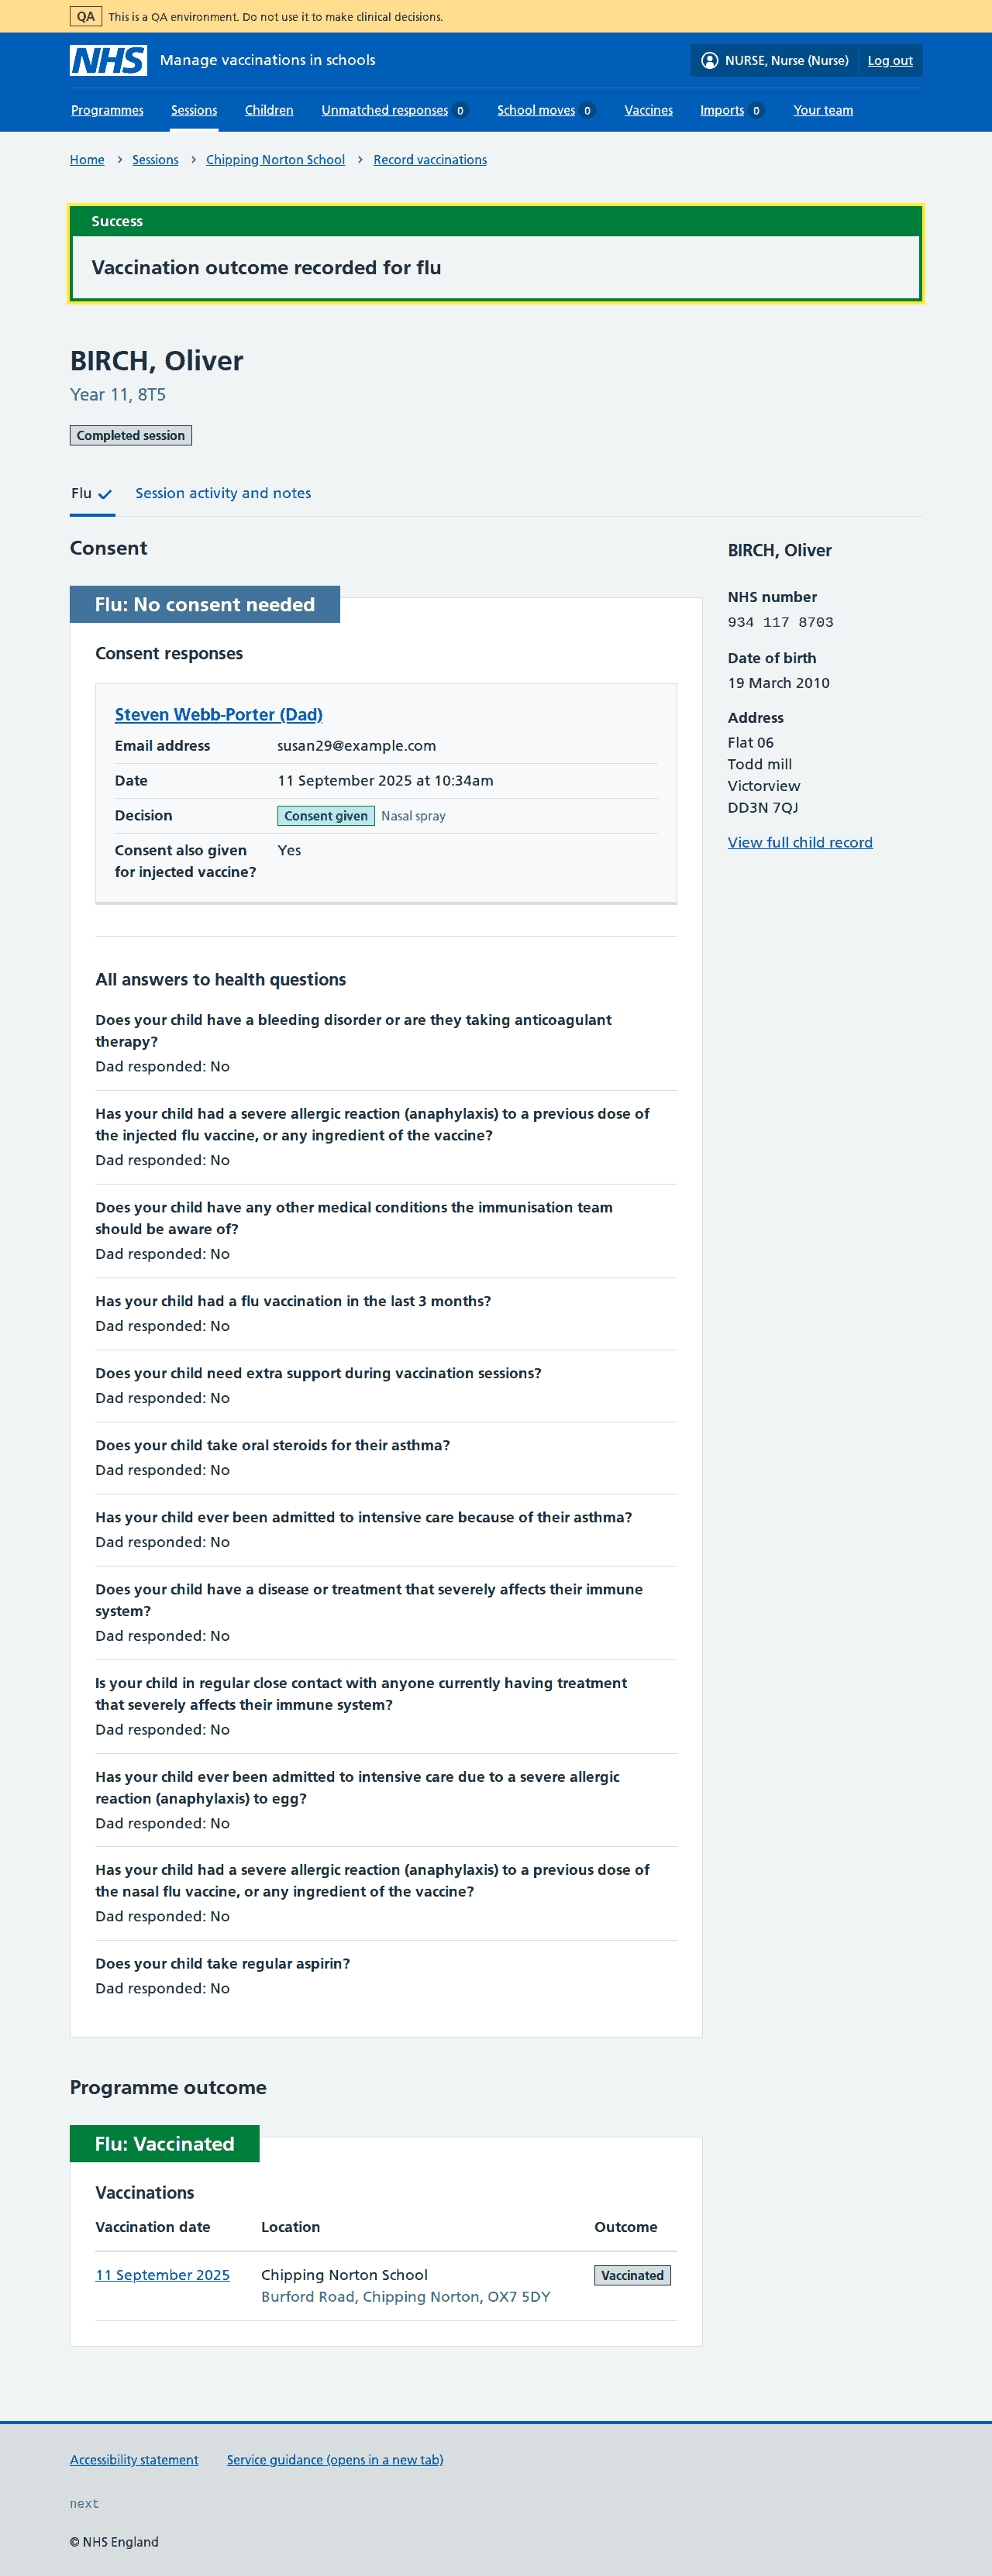 QA This is a QA environment. Do not use it to make clinical decisions.
NHS Manage vaccinations in schools NURSE, Nurse (Nurse) Log out
Programmes Sessions Children Unmatched responses 0 School moves 0 Vaccines Imports 0 Your team
Home Sessions Chipping Norton School Record vaccinations
Success
Vaccination outcome recorded for flu
BIRCH, Oliver
Year 11, 8T5
Completed session
Flu Session activity and notes
Consent
Flu: No consent needed
Consent responses
Steven Webb-Porter (Dad)
Email address susan29@example.com
Date 11 September 2025 at 10:34am
Decision Consent given Nasal spray
Consent also given Yes
for injected vaccine?
All answers to health questions
Does your child have a bleeding disorder or are they taking anticoagulant
therapy?
Dad responded: No
Has your child had a severe allergic reaction (anaphylaxis) to a previous dose of
the injected flu vaccine, or any ingredient of the vaccine?
Dad responded: No
Does your child have any other medical conditions the immunisation team
should be aware of?
Dad responded: No
Has your child had a flu vaccination in the last 3 months?
Dad responded: No
Does your child need extra support during vaccination sessions?
Dad responded: No
Does your child take oral steroids for their asthma?
Dad responded: No
Has your child ever been admitted to intensive care because of their asthma?
Dad responded: No
Does your child have a disease or treatment that severely affects their immune
system?
Dad responded: No
Is your child in regular close contact with anyone currently having treatment
that severely affects their immune system?
Dad responded: No
Has your child ever been admitted to intensive care due to a severe allergic
reaction (anaphylaxis) to egg?
Dad responded: No
Has your child had a severe allergic reaction (anaphylaxis) to a previous dose of
the nasal flu vaccine, or any ingredient of the vaccine?
Dad responded: No
Does your child take regular aspirin?
Dad responded: No
BIRCH, Oliver
NHS number
934 117 8703
Date of birth
19 March 2010
Address
Flat 06
Todd mill
Victorview
DD3N 7QJ
View full child record
Programme outcome
Flu: Vaccinated
Vaccinations
Vaccination date Location Outcome
11 September 2025 Chipping Norton School Vaccinated
Burford Road, Chipping Norton, OX7 5DY
Accessibility statement Service guidance (opens in a new tab)
next
© NHS England